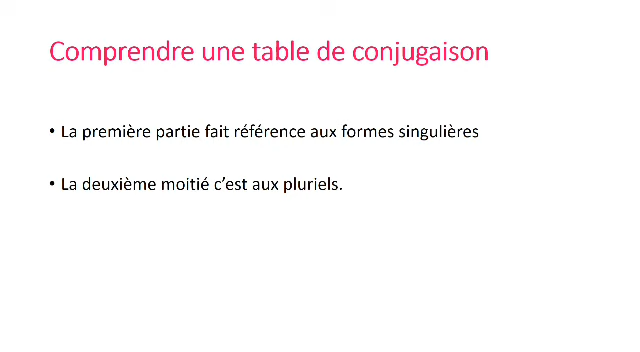 Comprendre une table de conjugaison
• La première partie fait référence aux formes singulières
• La deuxième moitié c’est aux pluriels.